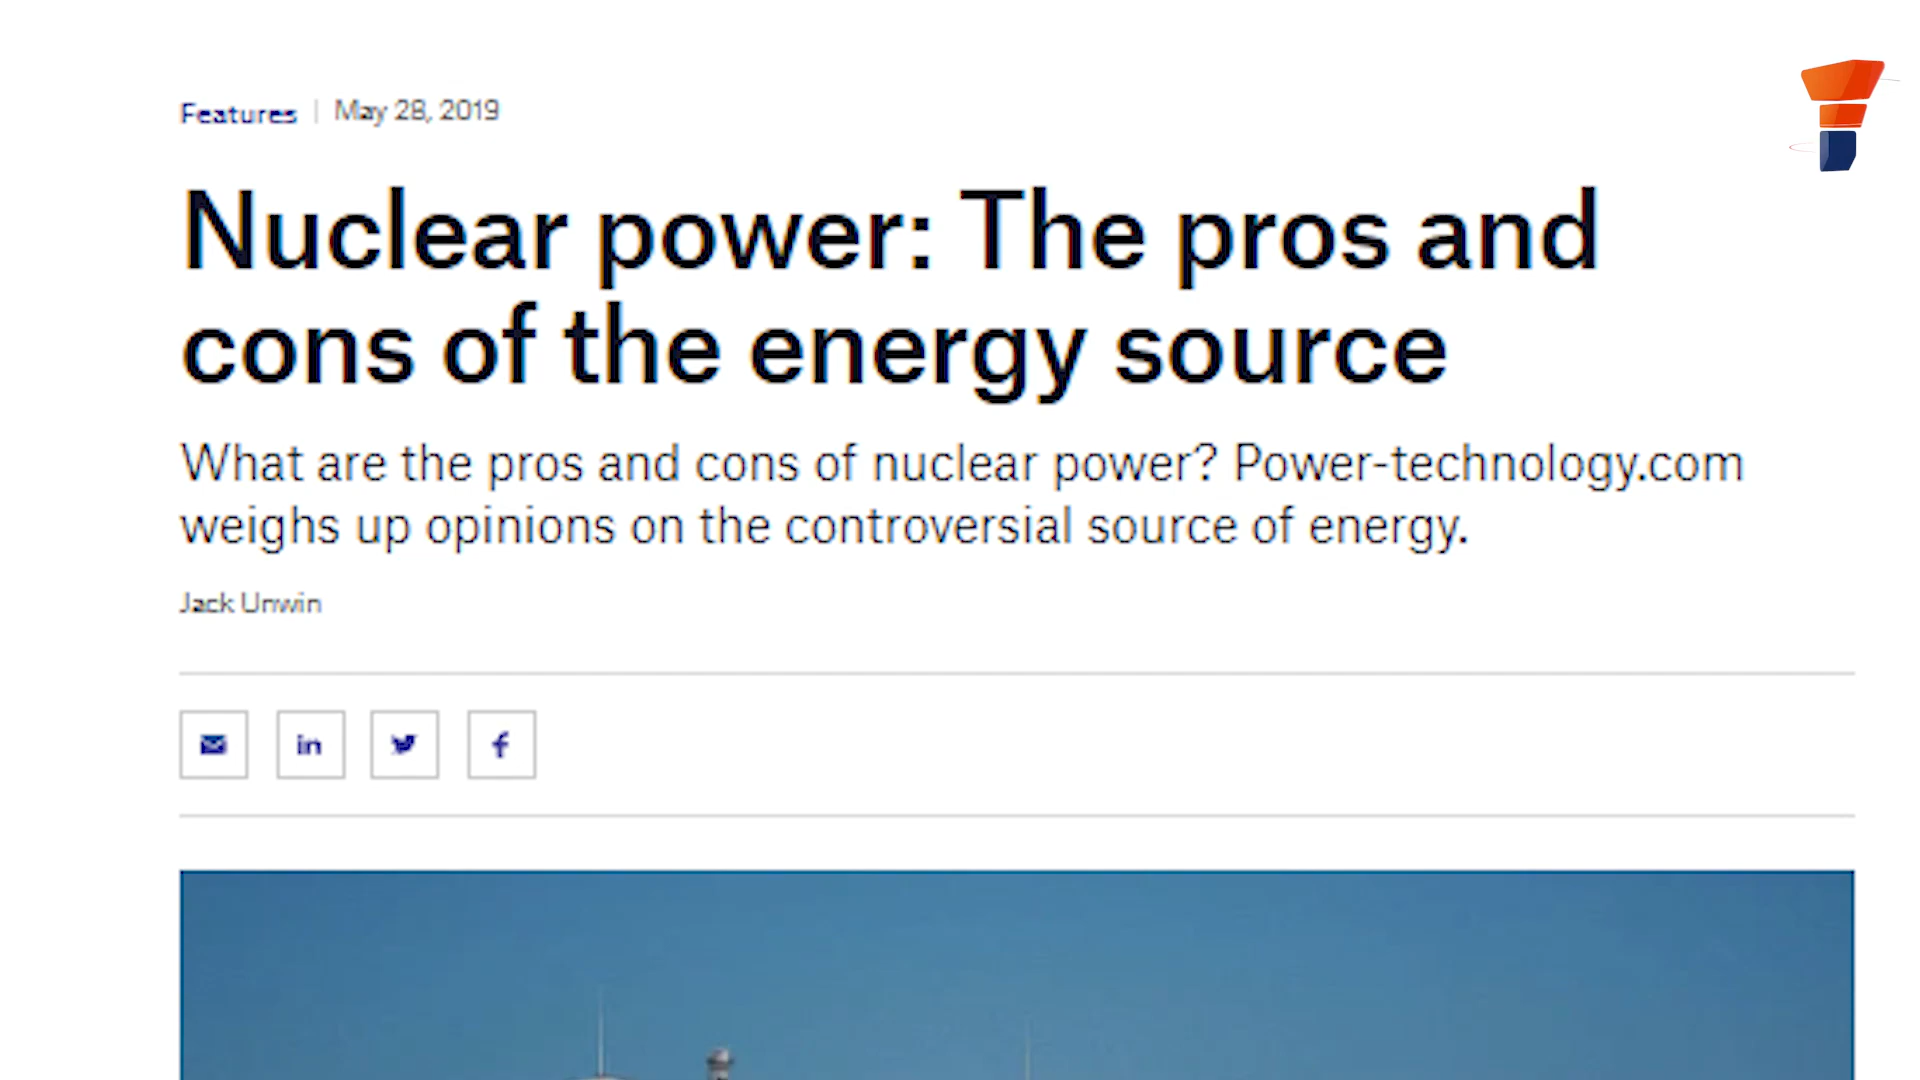 Features | May 28, 2019
Nuclear power: The pros and
cons of the energy source
What are the pros and cons of nuclear power? Power-technology.com
weighs up opinions on the controversial source of energy.
Jack Unwin
in